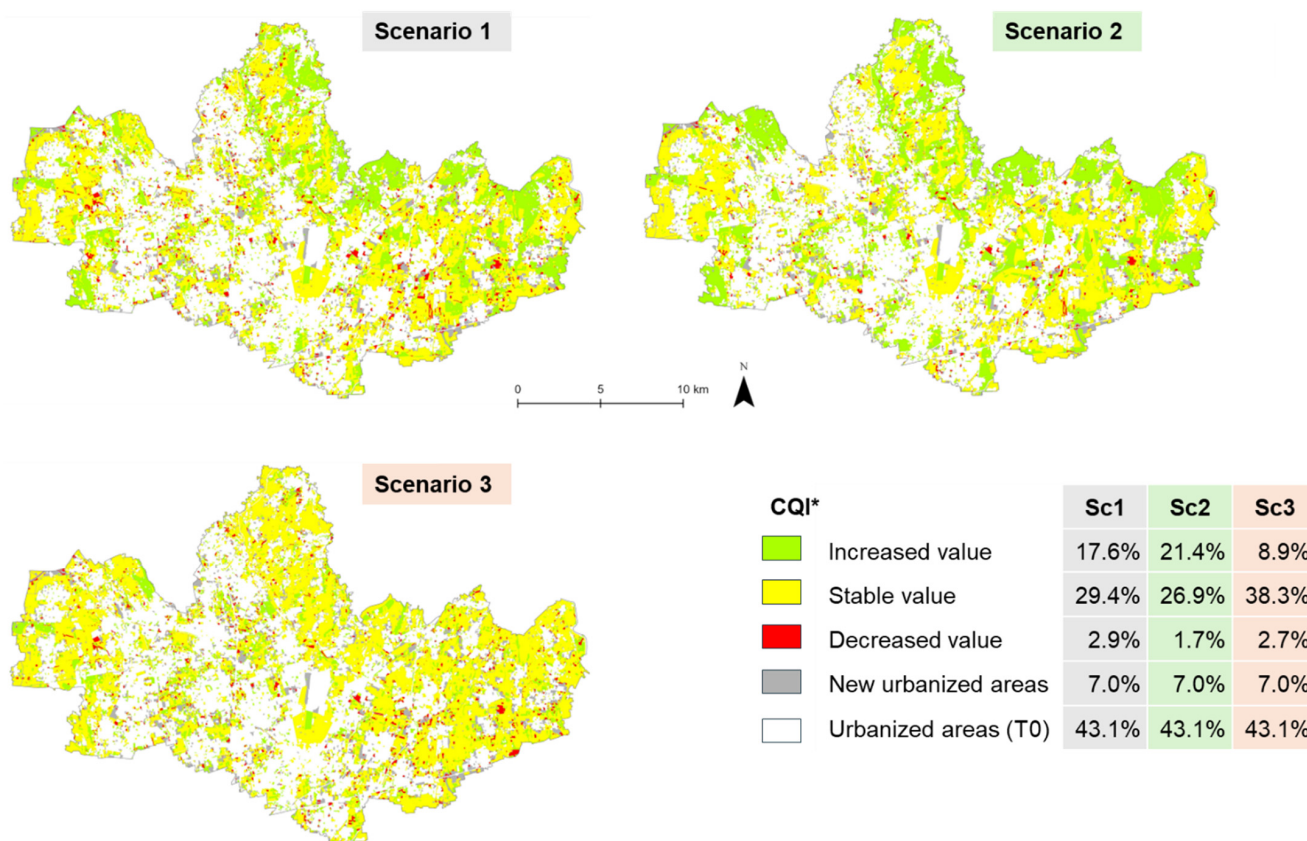 Scenario 1
Scenario 2
N
0 5 10 km
Scenario 3
CQI* Sc1 Sc2 Sc3
Increased value 17.6% 21.4% 8.9%
Stable value 29.4% 26.9% 38.3%
Decreased value 2.9% 1.7% 2.7%
New urbanized areas 7.0% 7.0% 7.0%
Urbanized areas (T0) 43.1% 43.1% 43.1%